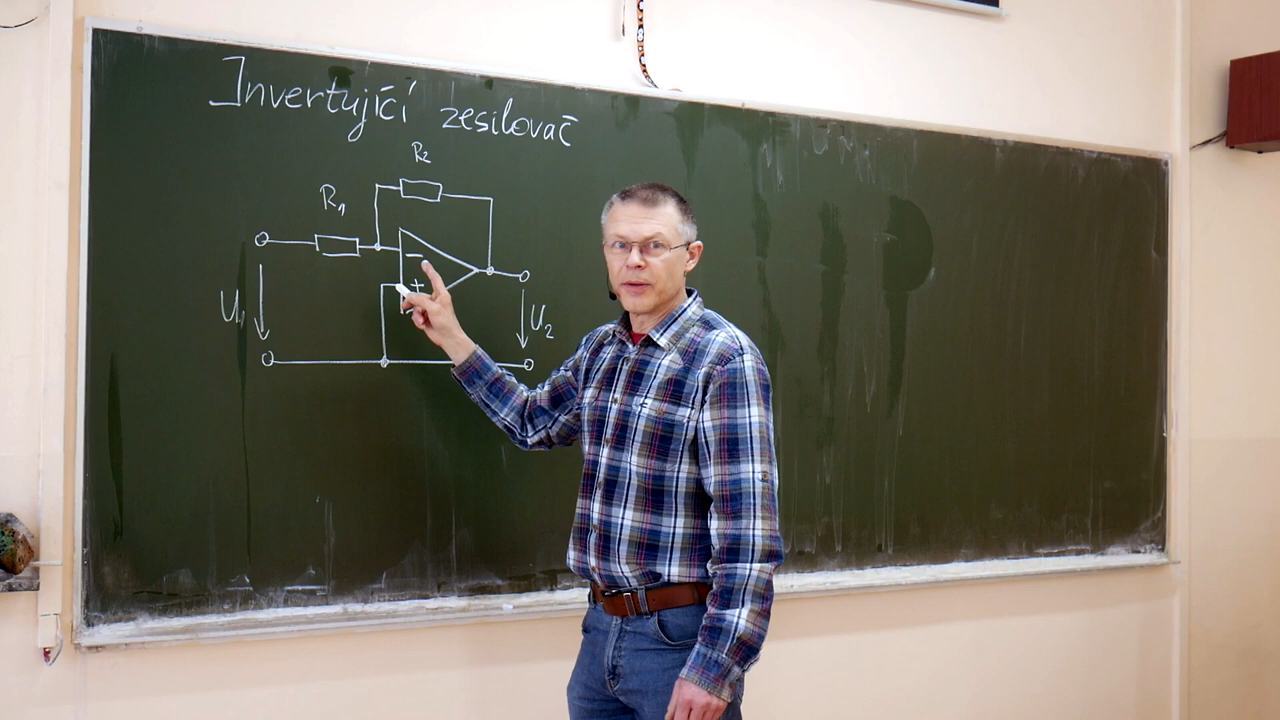 Invertující zesilovač
R2
R1
−
+
U1
U2